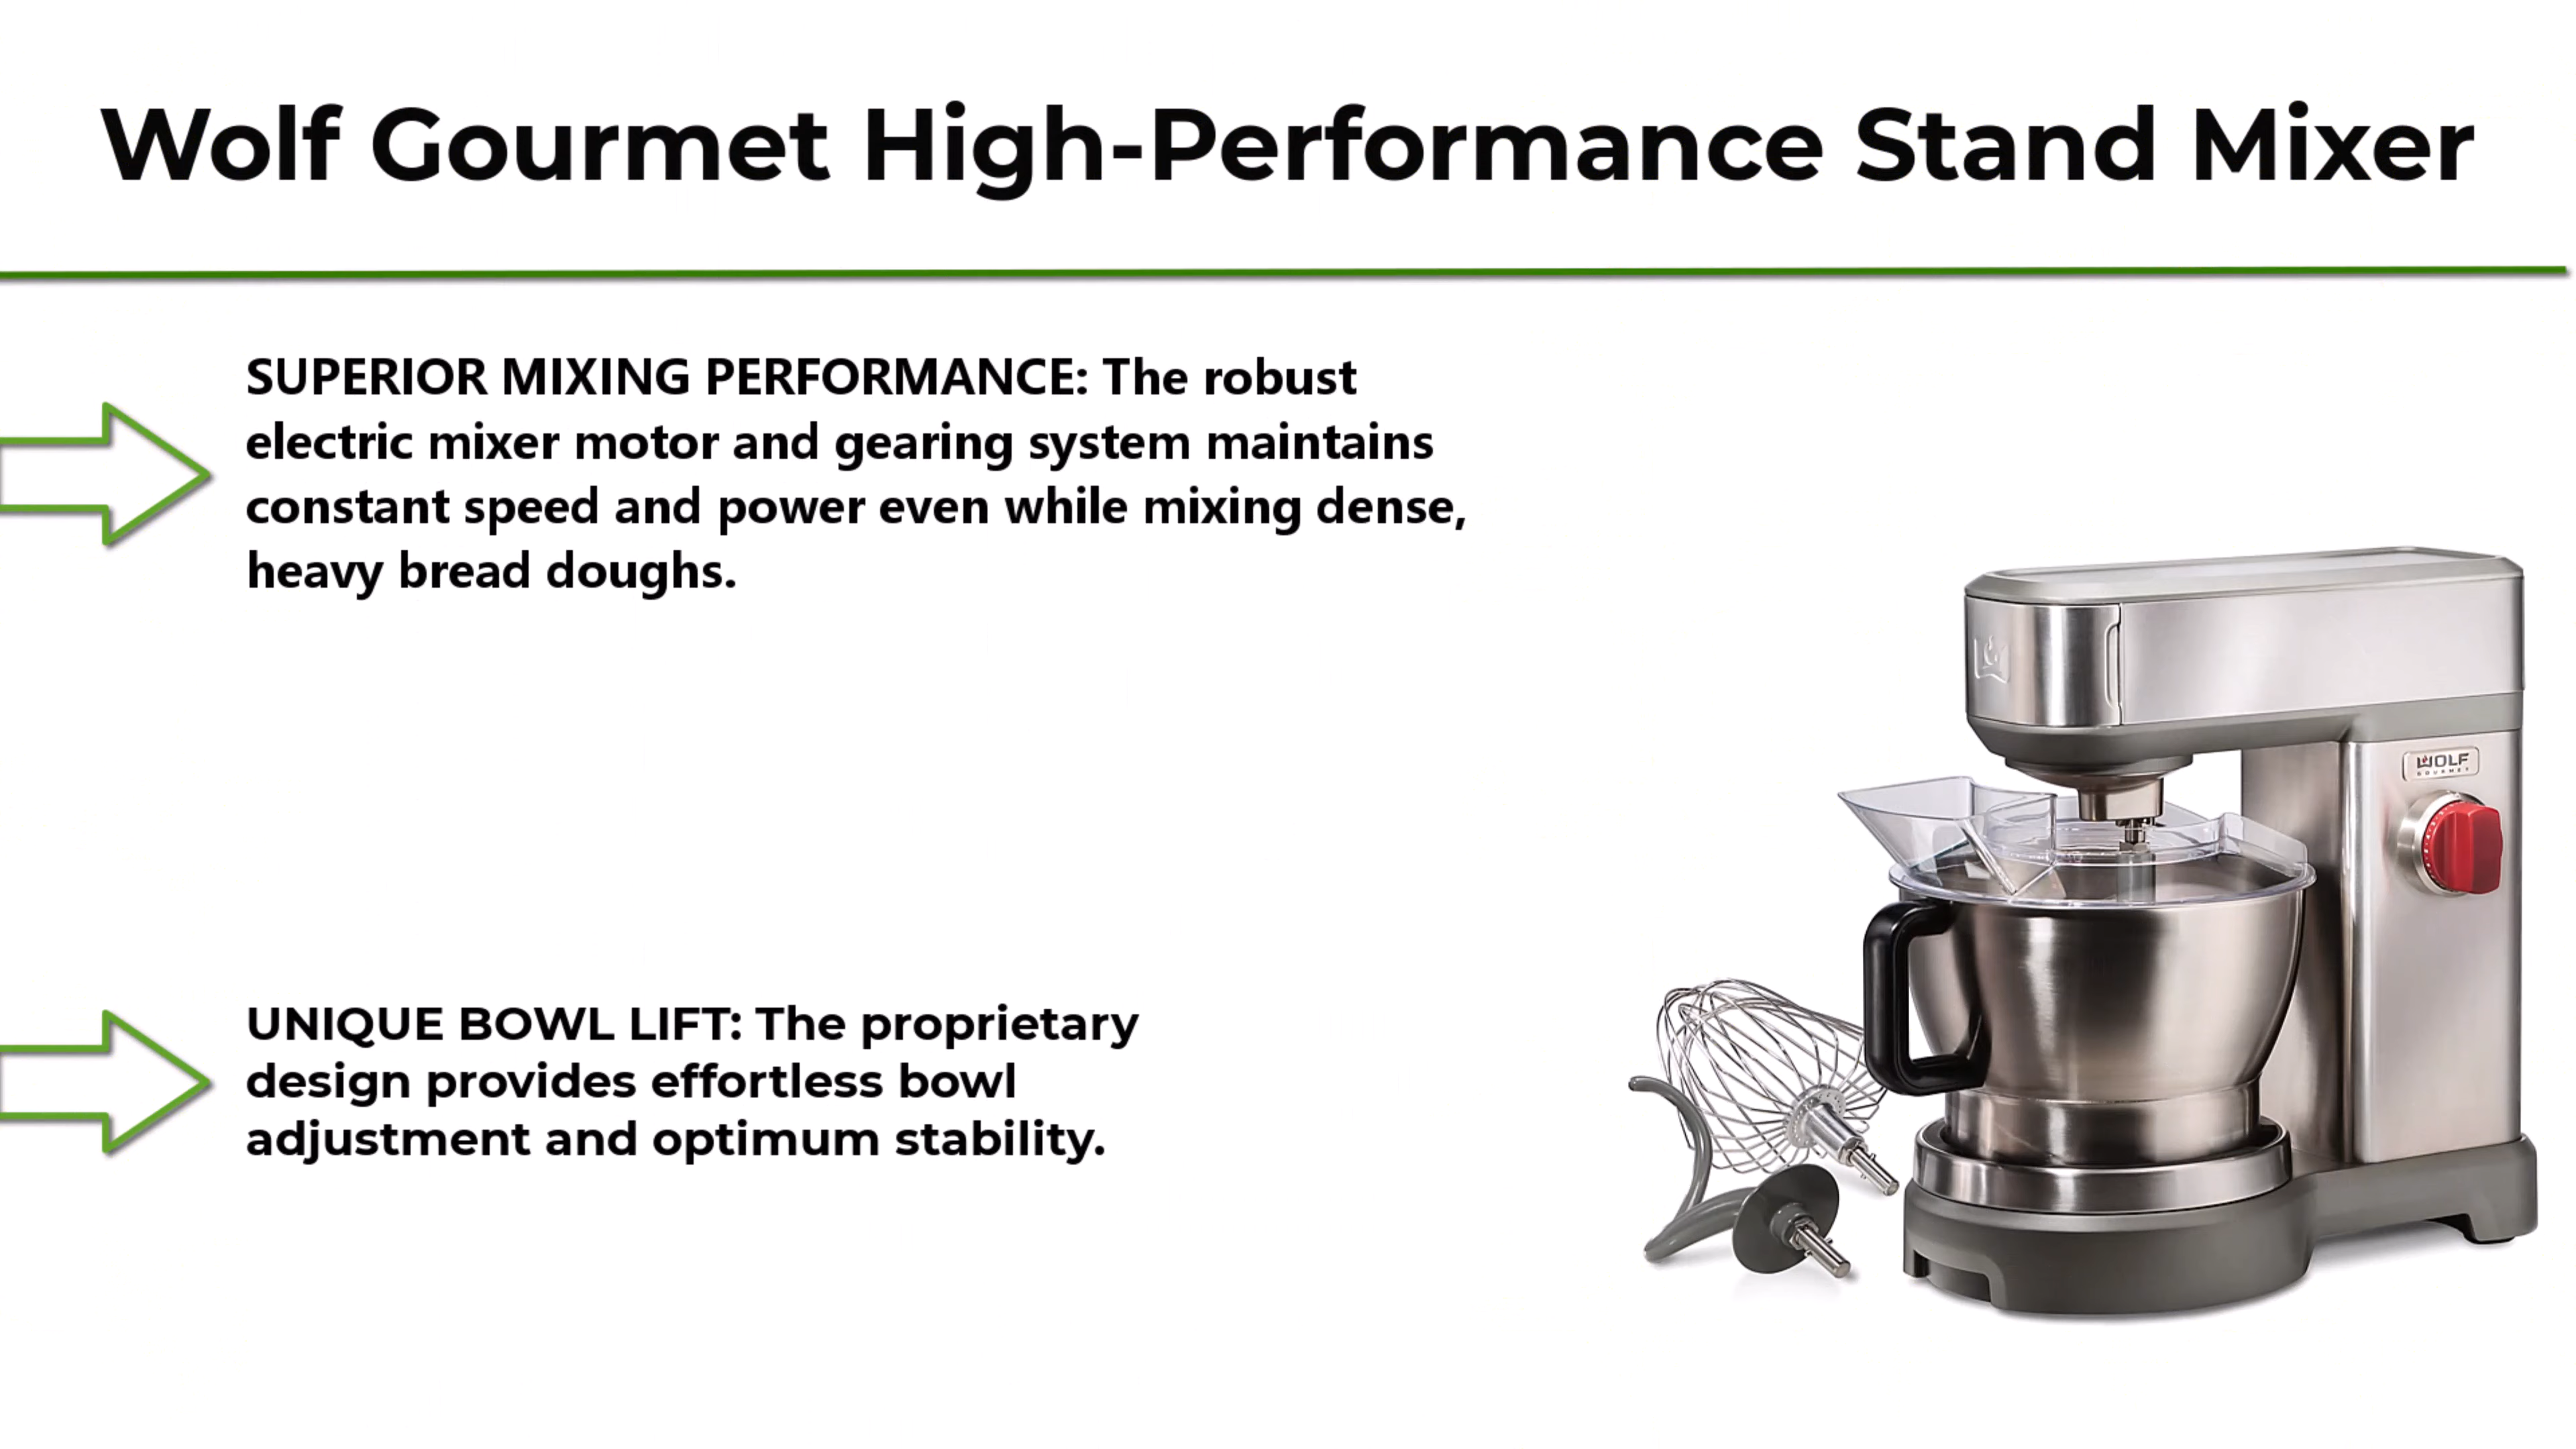 Wolf Gourmet High-Performance Stand Mixer
SUPERIOR MIXING PERFORMANCE: The robust
electric mixer motor and gearing system maintains
constant speed and power even while mixing dense,
heavy bread doughs.
WOLF
GOURMET
UNIQUE BOWL LIFT: The proprietary
design provides effortless bowl
adjustment and optimum stability.